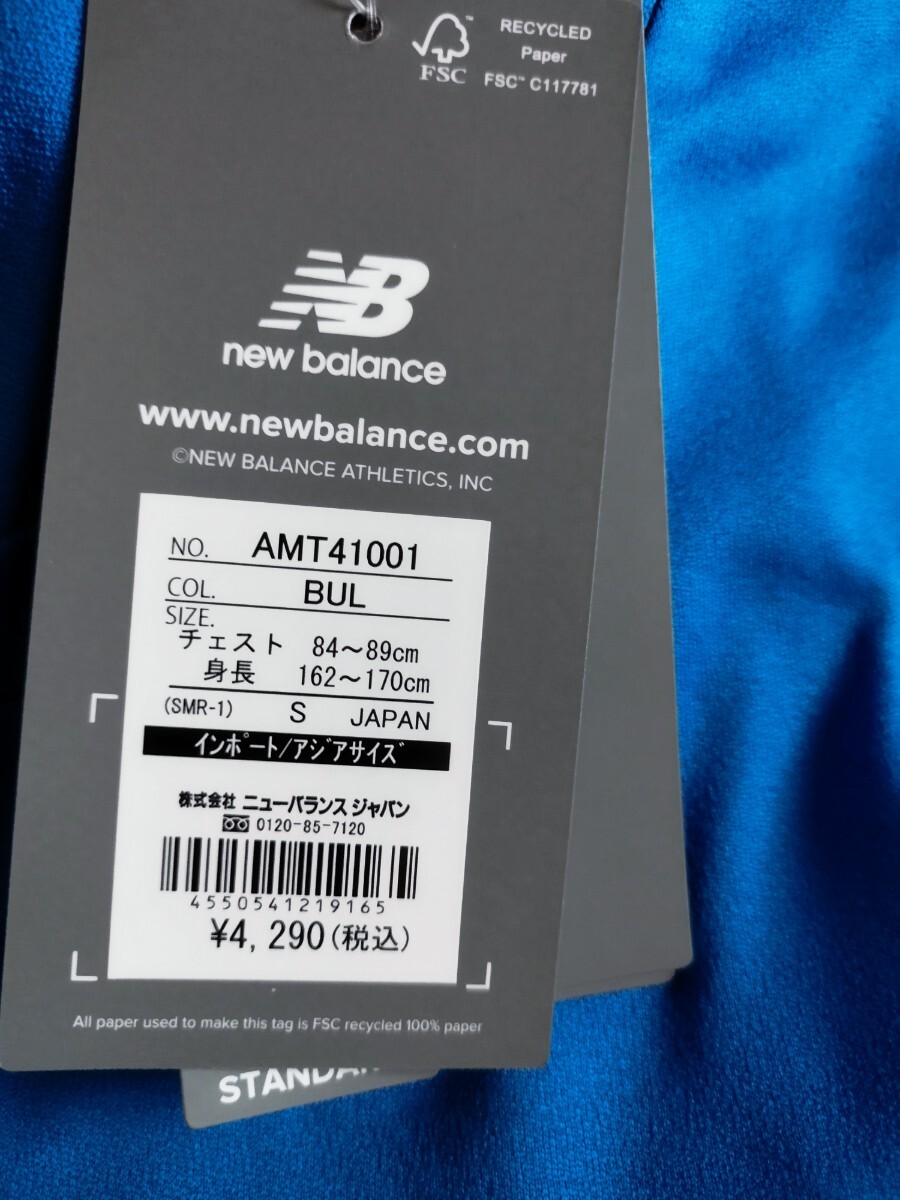 FSC™
RECYCLED
Paper
FSC™ C117781
NB
new balance
www.newbalance.com
©NEW BALANCE ATHLETICS, INC
NO. AMT41001
COL. BUL
SIZE.
チェスト 84～89cm
身長 162～170cm
(SMR-1) S JAPAN
インポート/アジアサイズ
株式会社 ニューバランス ジャパン
0120-85-7120
4550541219165
¥4,290(税込)
All paper used to make this tag is FSC recycled 100% paper